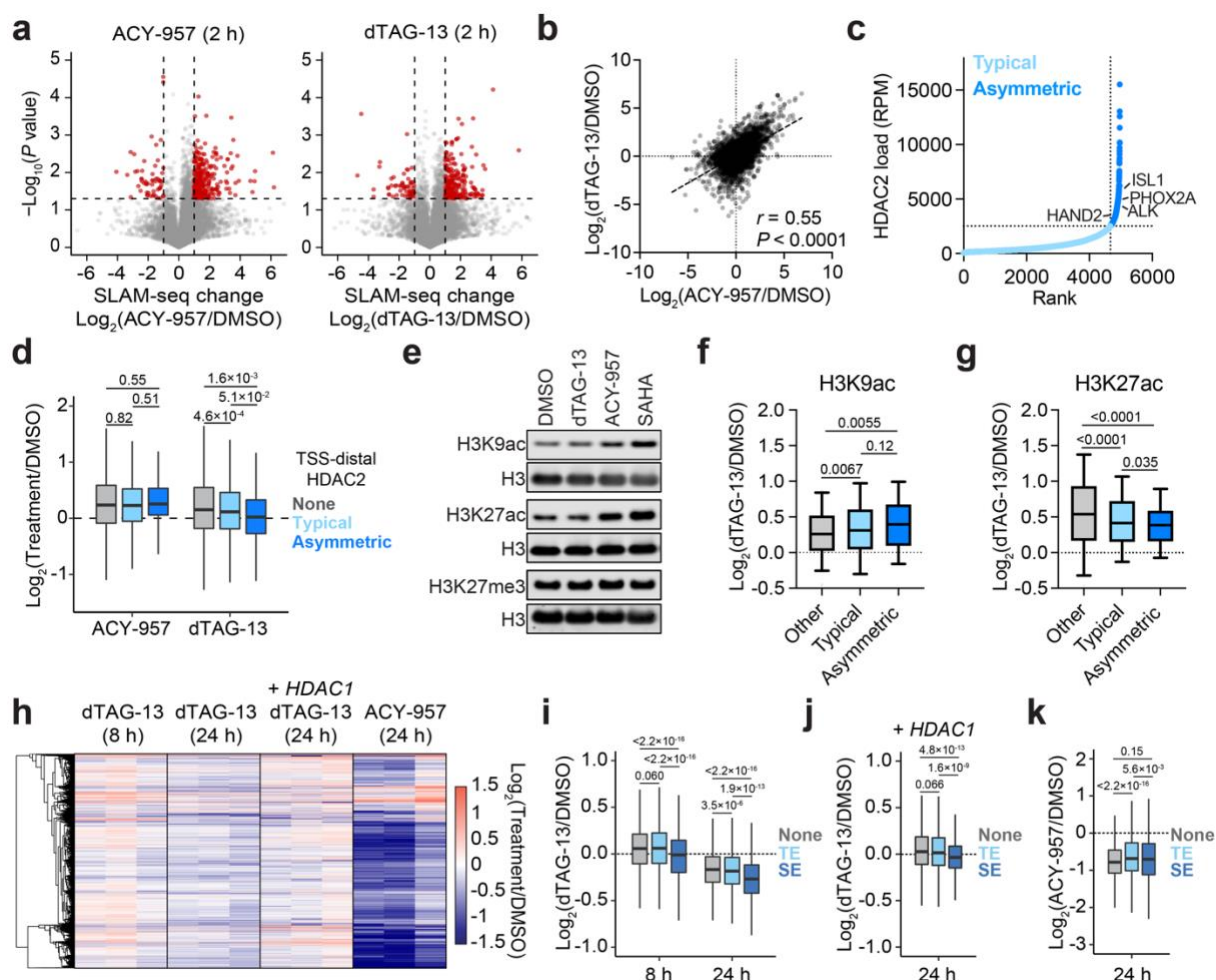 a
ACY-957 (2 h)
dTAG-13 (2 h)
−Log10(P value)
5
4
3
2
1
0
-6 -4 -2 0 2 4 6
SLAM-seq change
Log2(ACY-957/DMSO)
5
4
3
2
1
0
-6 -4 -2 0 2 4 6
SLAM-seq change
Log2(dTAG-13/DMSO)
b
Log2(dTAG-13/DMSO)
10
5
0
-5
-10
r = 0.55
P < 0.0001
-10 -5 0 5 10
Log2(ACY-957/DMSO)
c
Typical
Asymmetric
HDAC2 load (RPM)
15000
10000
5000
0
ISL1
PHOX2A
ALK
HAND2
0 2000 4000 6000
Rank
d
Log2(Treatment/DMSO)
2
1
0
-1
0.55
0.51
0.82
1.6×10-3
5.1×10-2
4.6×10-4
TSS-distal
HDAC2
None
Typical
Asymmetric
ACY-957 dTAG-13
e
DMSO
dTAG-13
ACY-957
SAHA
H3K9ac
H3
H3K27ac
H3
H3K27me3
H3
f
H3K9ac
Log2(dTAG-13/DMSO)
2.0
1.5
1.0
0.5
0.0
-0.5
0.0055
0.12
0.0067
Other
Typical
Asymmetric
g
H3K27ac
Log2(dTAG-13/DMSO)
2.0
1.5
1.0
0.5
0.0
-0.5
<0.0001
<0.0001
0.035
Other
Typical
Asymmetric
h
+ HDAC1
dTAG-13 dTAG-13 dTAG-13 ACY-957
(8 h) (24 h) (24 h) (24 h)
1.5
1.0
0.5
0
-0.5
-1.0
-1.5
Log2(Treatment/DMSO)
i
Log2(dTAG-13/DMSO)
1.0
0.5
0.0
-0.5
-1.0
<2.2×10-16
<2.2×10-16
0.060
<2.2×10-16
1.9×10-13
3.5×10-6
None
TE
SE
8 h 24 h
j
+ HDAC1
Log2(dTAG-13/DMSO)
1.0
0.5
0.0
-0.5
-1.0
4.8×10-13
1.6×10-9
0.066
None
TE
SE
24 h
k
Log2(ACY-957/DMSO)
2
1
0
-1
-2
-3
0.15
5.6×10-3
<2.2×10-16
None
TE
SE
24 h